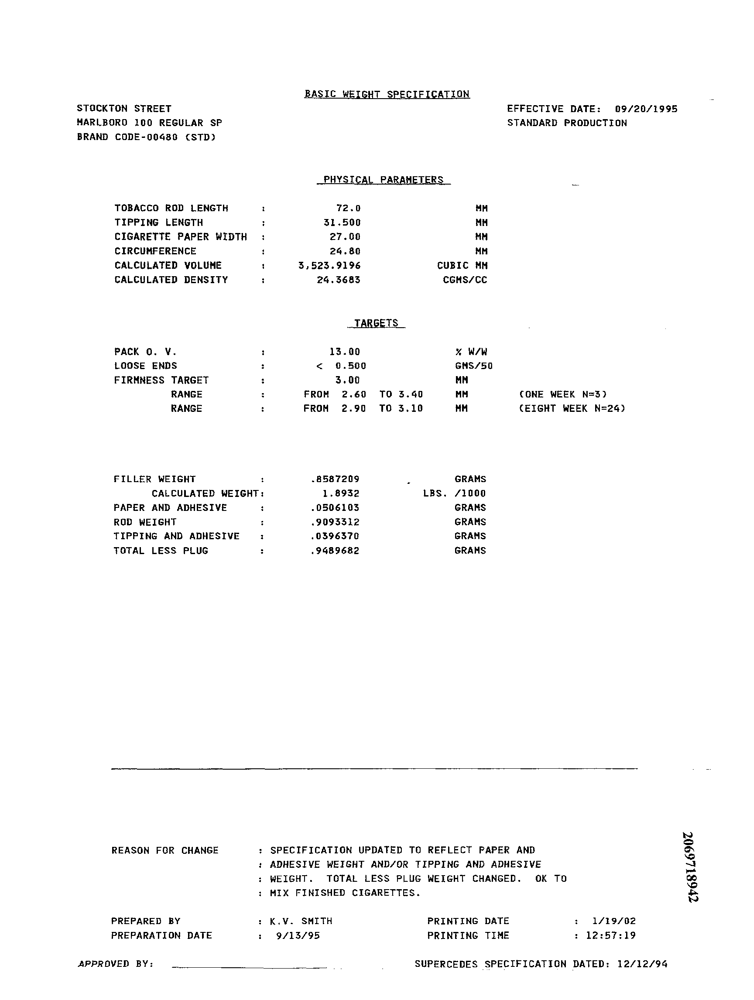 BASIC WEIGHT SPECIFICATION
STOCKTON STREET EFFECTIVE DATE: 09/20/1995
MARLBORO 100 REGULAR SP STANDARD PRODUCTION
BRAND CODE-00480 (STD)
PHYSICAL PARAMETERS
TOBACCO ROD LENGTH : 72.0 MM
TIPPING LENGTH : 31.500 MM
CIGARETTE PAPER WIDTH : 27.00 MM
CIRCUMFERENCE : 24.80 MM
CALCULATED VOLUME : 3,523.9196 CUBIC MM
CALCULATED DENSITY : 24.3683 CGMS/CC
TARGETS
PACK O. V. : 13.00 % W/W
LOOSE ENDS : < 0.500 GMS/50
FIRMNESS TARGET : 3.00 MM
RANGE : FROM 2.60 TO 3.40 MM (ONE WEEK N=3)
RANGE : FROM 2.90 TO 3.10 MM (EIGHT WEEK N=24)
FILLER WEIGHT : .8587209 GRAMS
CALCULATED WEIGHT: 1.8932 LBS. /1000
PAPER AND ADHESIVE : .0506103 GRAMS
ROD WEIGHT : .9093312 GRAMS
TIPPING AND ADHESIVE : .0396370 GRAMS
TOTAL LESS PLUG : .9489682 GRAMS
REASON FOR CHANGE : SPECIFICATION UPDATED TO REFLECT PAPER AND
: ADHESIVE WEIGHT AND/OR TIPPING AND ADHESIVE
: WEIGHT. TOTAL LESS PLUG WEIGHT CHANGED. OK TO
: MIX FINISHED CIGARETTES.
PREPARED BY : K.V. SMITH PRINTING DATE : 1/19/02
PREPARATION DATE : 9/13/95 PRINTING TIME : 12:57:19
APPROVED BY: SUPERCEDES SPECIFICATION DATED: 12/12/94
2069718942